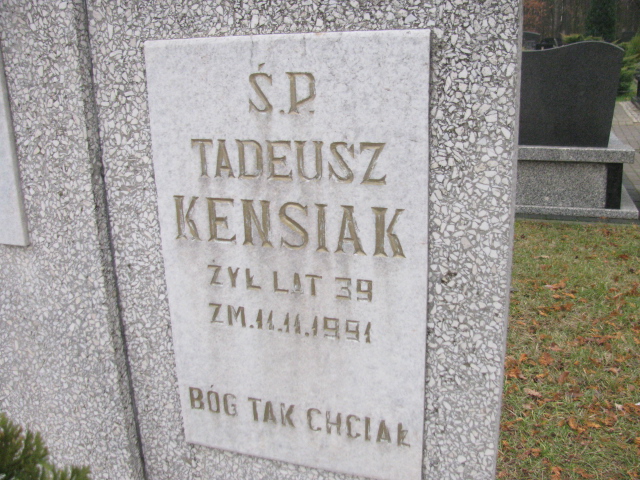 Ś.P.
TADEUSZ
KENSIAK
ŻYŁ LAT 39
ZM.11.11.1991
BÓG TAK CHCIAŁ